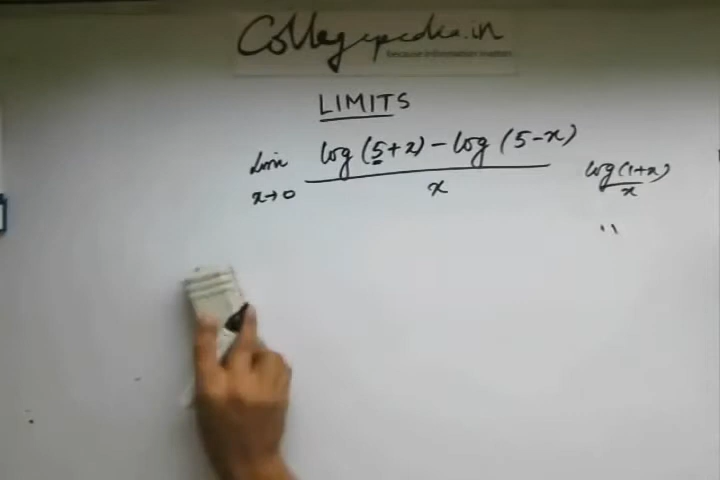 Collegepedia.in
because information matters
LIMITS
lim x→0 log(5+x) - log(5-x) / x
log(1+x) / x